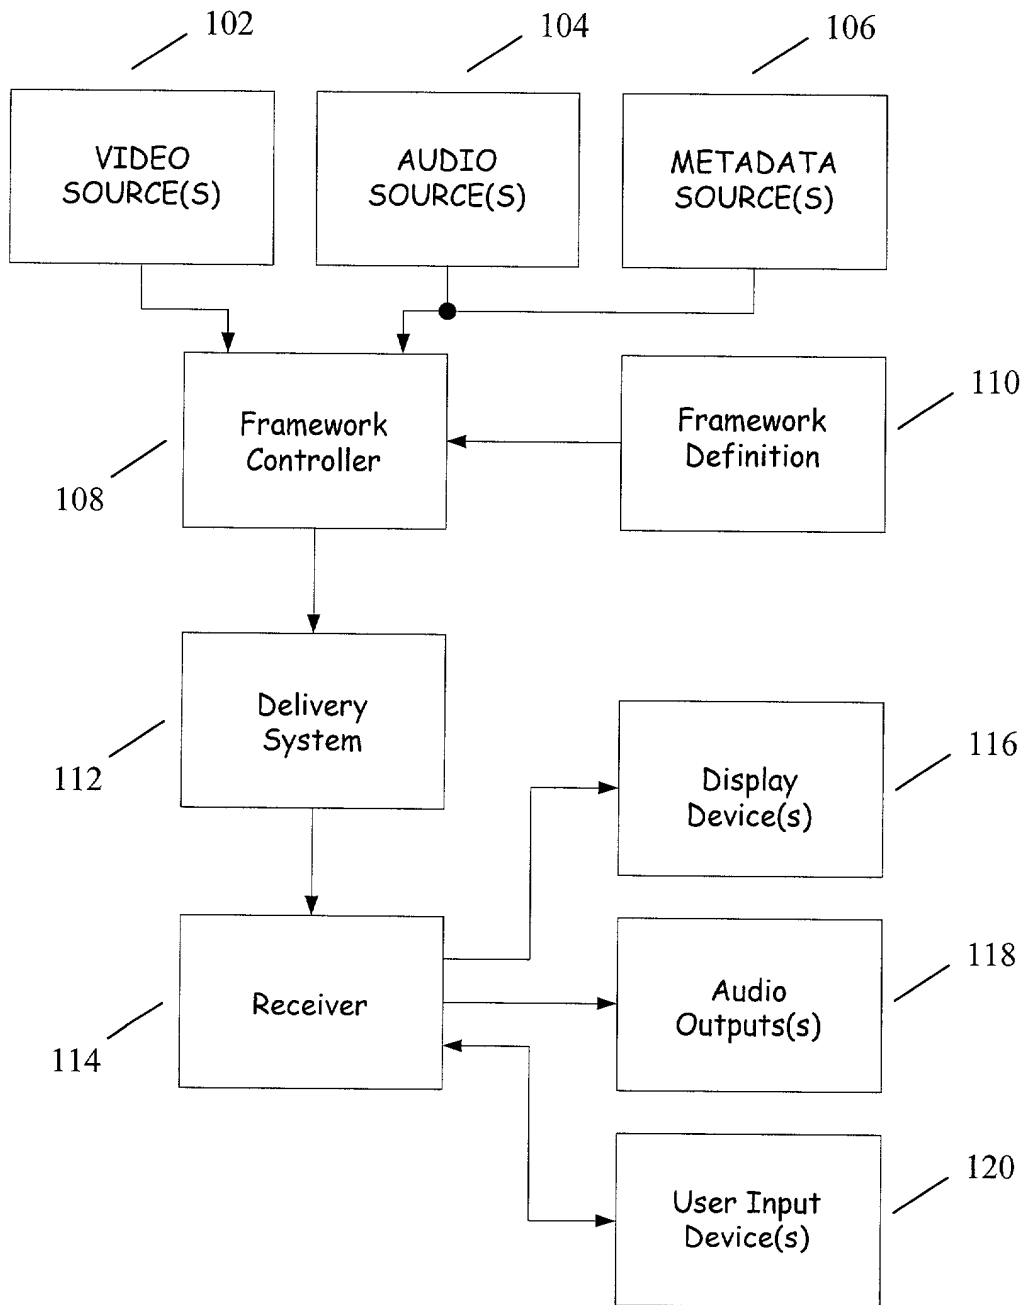 102
104
106
VIDEO
SOURCE(S)
AUDIO
SOURCE(S)
METADATA
SOURCE(S)
110
Framework
Controller
Framework
Definition
108
Delivery
System
112
116
Display
Device(s)
118
Receiver
Audio
Outputs(s)
114
120
User Input
Device(s)